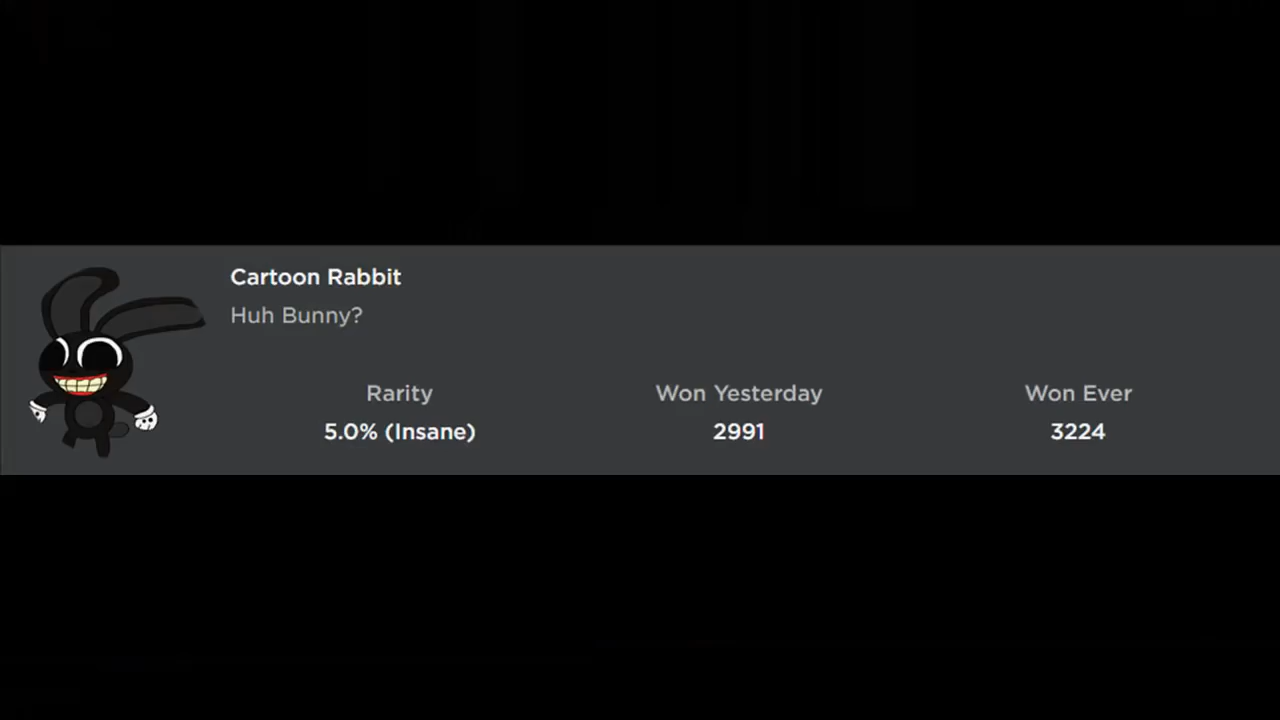 Cartoon Rabbit
Huh Bunny?
Rarity Won Yesterday Won Ever
5.0% (Insane) 2991 3224